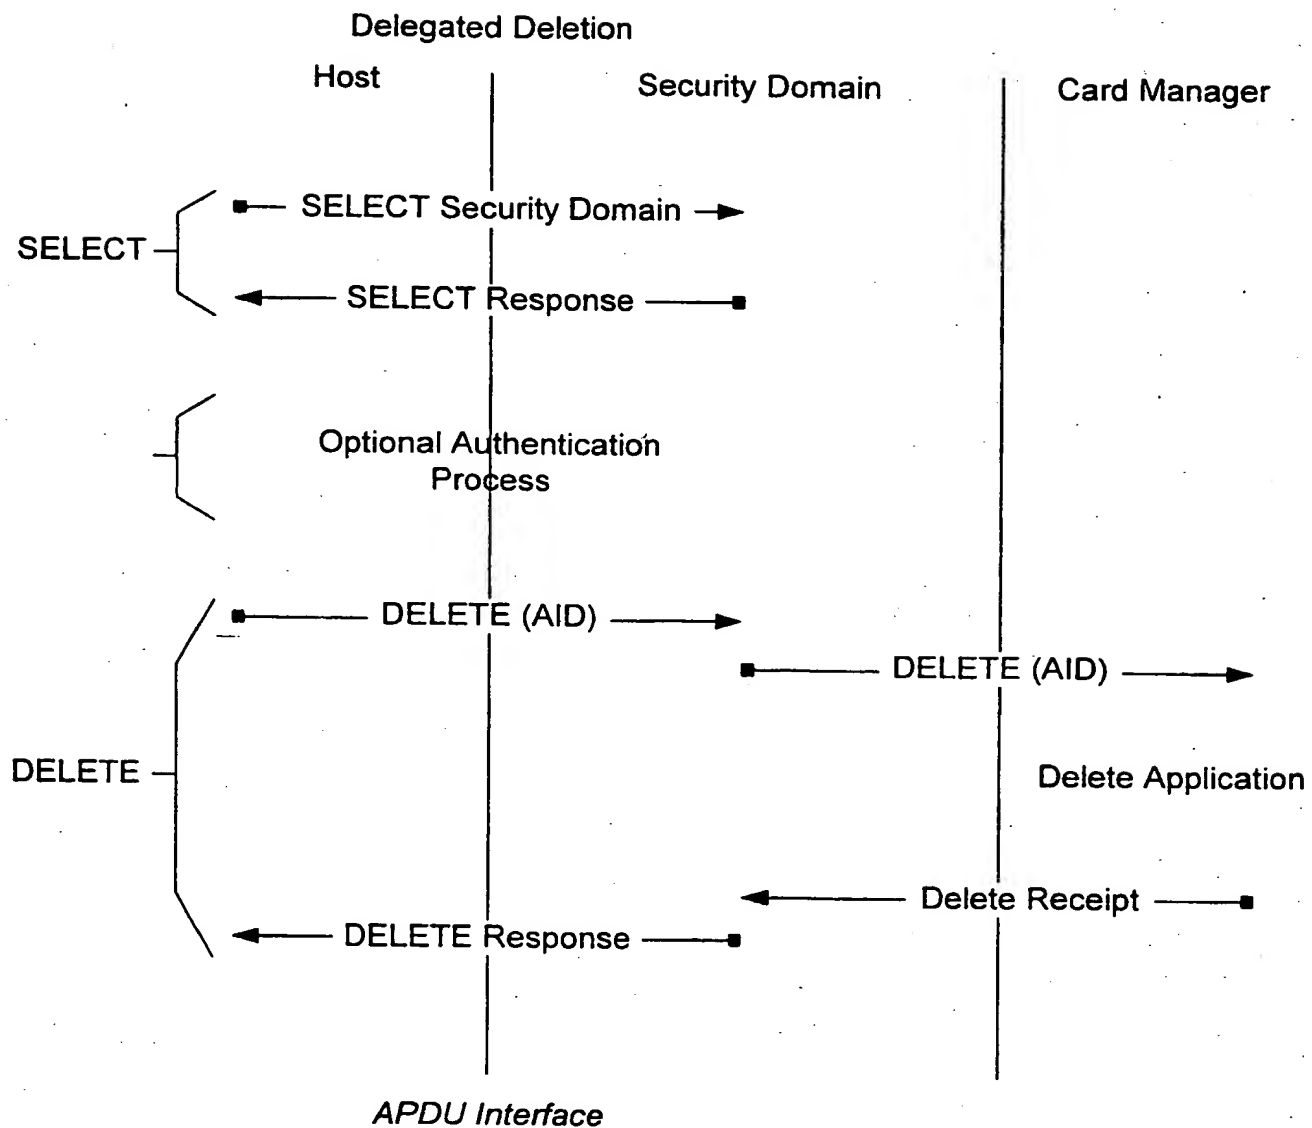 Delegated Deletion
Host
Security Domain
Card Manager
SELECT Security Domain
SELECT
SELECT Response
Optional Authentication
Process
DELETE (AID)
DELETE (AID)
DELETE
Delete Application
Delete Receipt
DELETE Response
APDU Interface